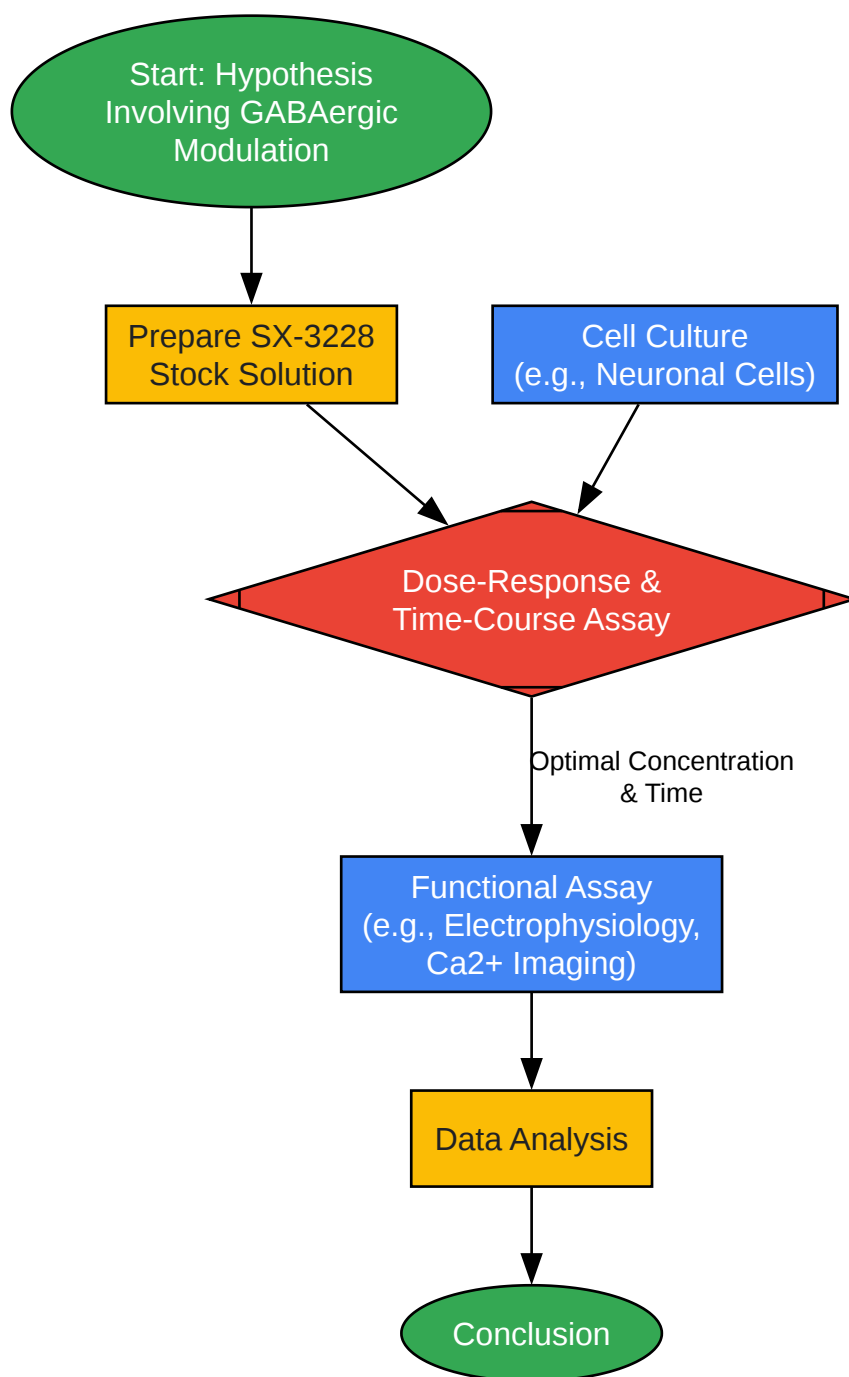 Start: Hypothesis
Involving GABAergic
Modulation
Prepare SX-3228
Stock Solution
Cell Culture
(e.g., Neuronal Cells)
Dose-Response &
Time-Course Assay
Optimal Concentration
& Time
Functional Assay
(e.g., Electrophysiology,
Ca2+ Imaging)
Data Analysis
Conclusion